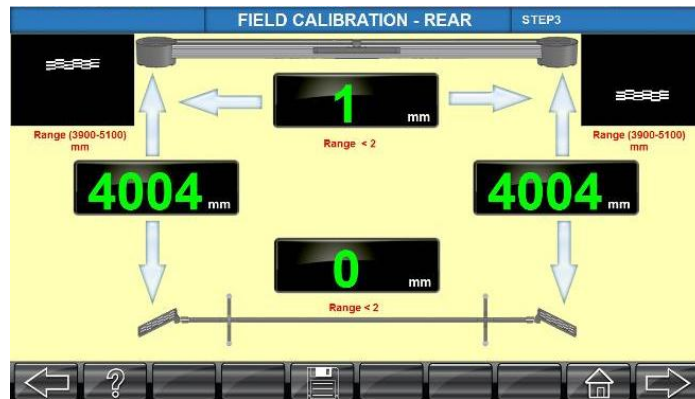 FIELD CALIBRATION - REAR STEP3
1 mm
Range < 2
Range (3900-5100)
mm
Range (3900-5100)
mm
4004 mm
4004 mm
0 mm
Range < 2
?